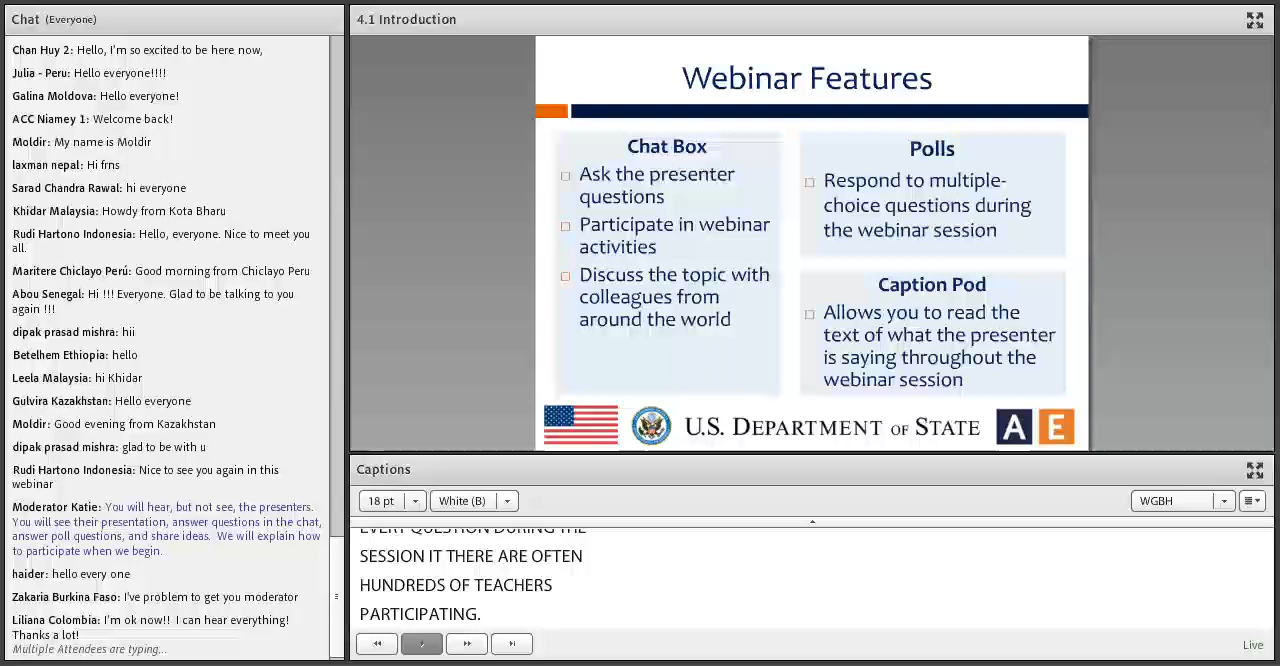 Chat (Everyone)
Chan Huy 2: Hello, I'm so excited to be here now,
Julia - Peru: Hello everyone!!!!
Galina Moldova: Hello everyone!
ACC Niamey 1: Welcome back!
Moldir: My name is Moldir
laxman nepal: Hi frns
Sarad Chandra Rawal: hi everyone
Khidar Malaysia: Howdy from Kota Bharu
Rudi Hartono Indonesia: Hello, everyone. Nice to meet you
all.
Maritere Chiclayo Perú: Good morning from Chiclayo Peru
Abou Senegal: Hi !!! Everyone. Glad to be talking to you
again !!!
dipak prasad mishra: hii
Betelhem Ethiopia: hello
Leela Malaysia: hi Khidar
Gulvira Kazakhstan: Hello everyone
Moldir: Good evening from Kazakhstan
dipak prasad mishra: glad to be with u
Rudi Hartono Indonesia: Nice to see you again in this
webinar
Moderator Katie: You will hear, but not see, the presenters.
You will see their presentation, answer questions in the chat,
answer poll questions, and share ideas. We will explain how
to participate when we begin.
haider: hello every one
Zakaria Burkina Faso: I've problem to get you moderator
Liliana Colombia: I'm ok now!! I can hear everything!
Thanks a lot!
Multiple Attendees are typing...
4.1 Introduction
Webinar Features
Chat Box
Ask the presenter
questions
Participate in webinar
activities
Discuss the topic with
colleagues from
around the world
Polls
Respond to multiple-
choice questions during
the webinar session
Caption Pod
Allows you to read the
text of what the presenter
is saying throughout the
webinar session
U.S. DEPARTMENT OF STATE
A E
Captions
18 pt
White (B)
WGBH
EVERY QUESTION DURING THE
SESSION IT THERE ARE OFTEN
HUNDREDS OF TEACHERS
PARTICIPATING.
Live